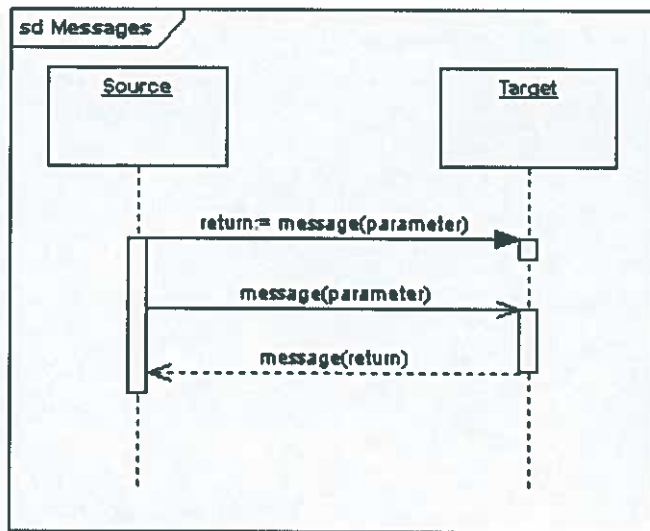 sd Messages
Source
Target
return:= message(parameter)
message(parameter)
message(return)